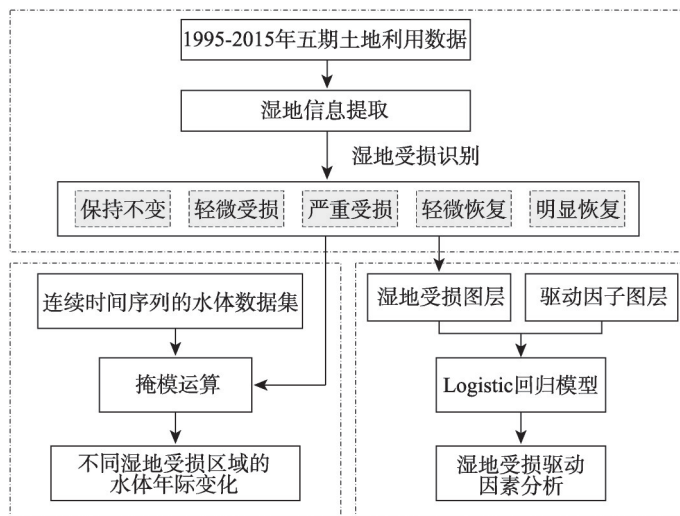 1995-2015年五期土地利用数据
湿地信息提取
湿地受损识别
保持不变 轻微受损 严重受损 轻微恢复 明显恢复
连续时间序列的水体数据集
掩模运算
不同湿地受损区域的
水体年际变化
湿地受损图层 驱动因子图层
Logistic回归模型
湿地受损驱动
因素分析